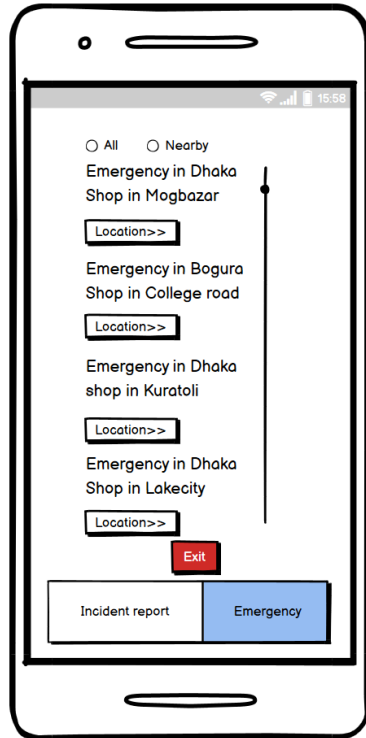 15:58
All Nearby
Emergency in Dhaka
Shop in Mogbazar
Location>>
Emergency in Bogura
Shop in College road
Location>>
Emergency in Dhaka
shop in Kuratoli
Location>>
Emergency in Dhaka
Shop in Lakecity
Location>>
Exit
Incident report Emergency